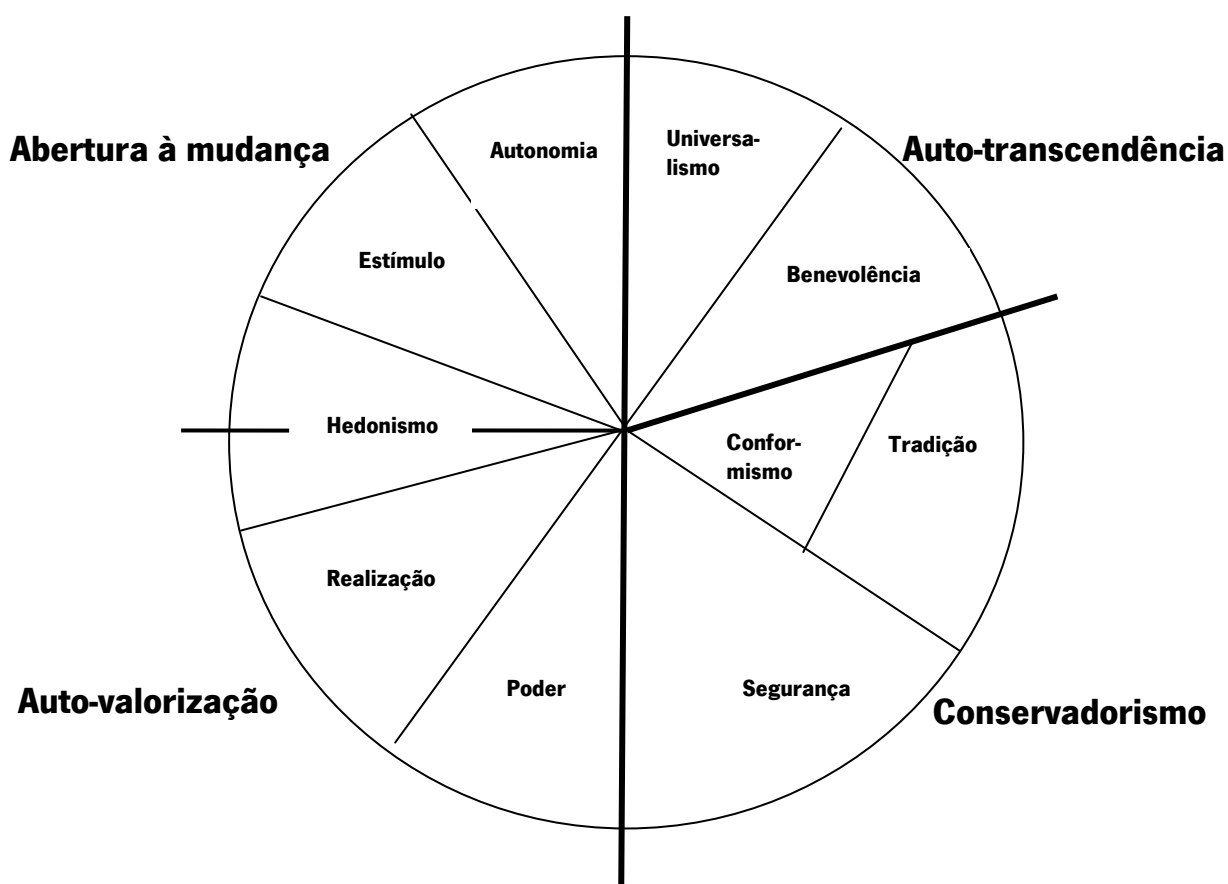 Abertura à mudança
Autonomia
Universa-
lismo
Auto-transcendência
Estímulo
Benevolência
Hedonismo
Confor-
mismo
Tradição
Realização
Auto-valorização
Poder
Segurança
Conservadorismo